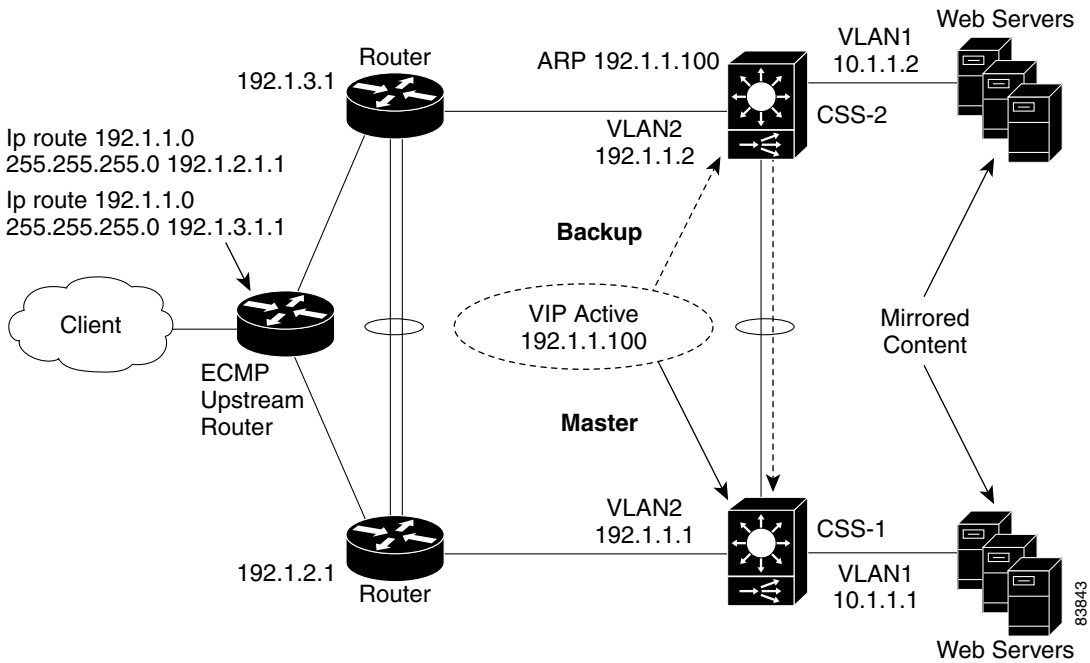 Web Servers
Router
VLAN1
10.1.1.2
ARP 192.1.1.100
192.1.3.1
CSS-2
VLAN2
192.1.1.2
Ip route 192.1.1.0
255.255.255.0 192.1.2.1.1
Ip route 192.1.1.0
255.255.255.0 192.1.3.1.1
Backup
Client
VIP Active
192.1.1.100
Mirrored
Content
ECMP
Upstream
Router
Master
VLAN2
192.1.1.1
CSS-1
192.1.2.1
Router
VLAN1
10.1.1.1
Web Servers
83843